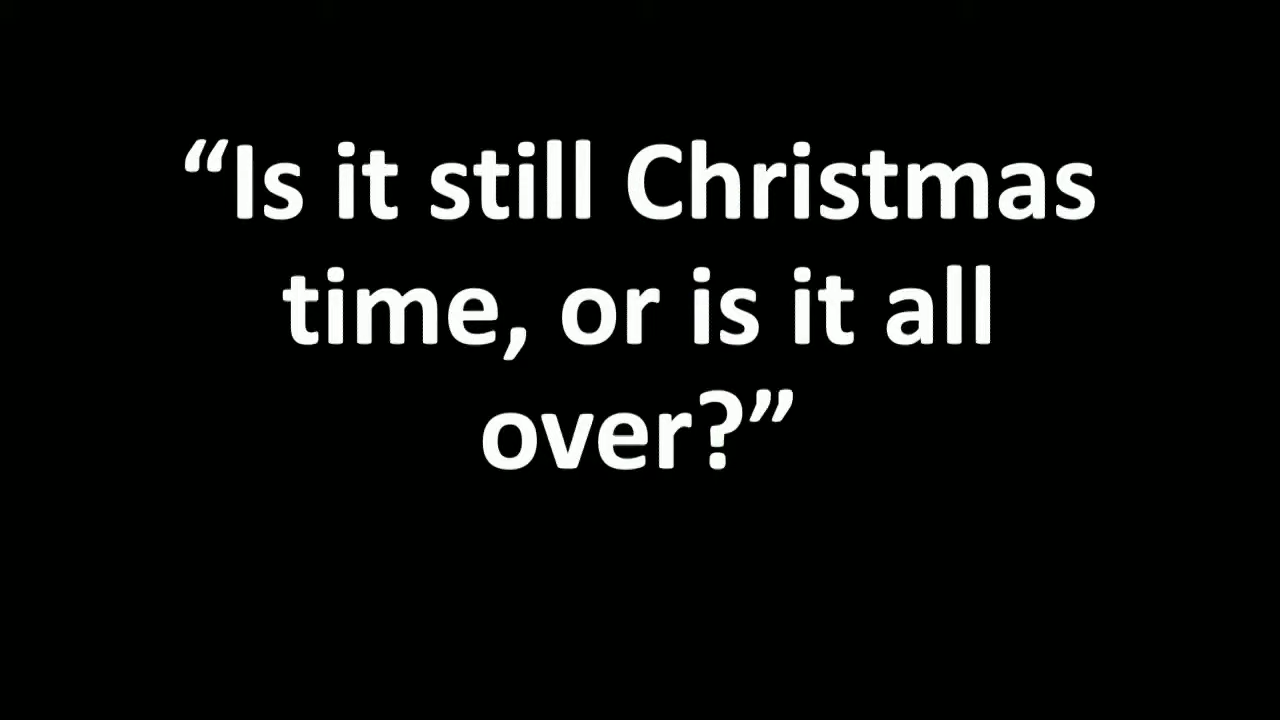 “Is it still Christmas
time, or is it all
over?”